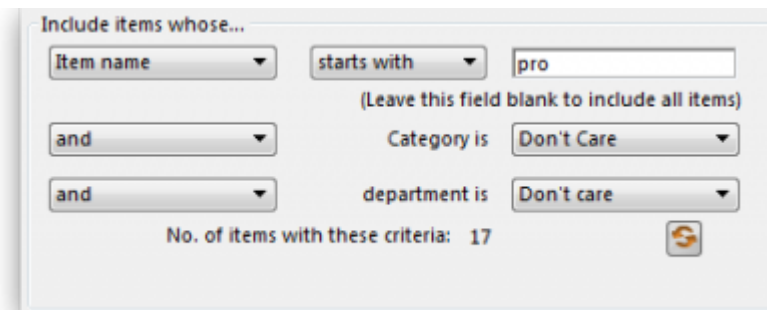 Include items whose...
Item name starts with pro
(Leave this field blank to include all items)
and Category is Don't Care
and department is Don't care
No. of items with these criteria: 17